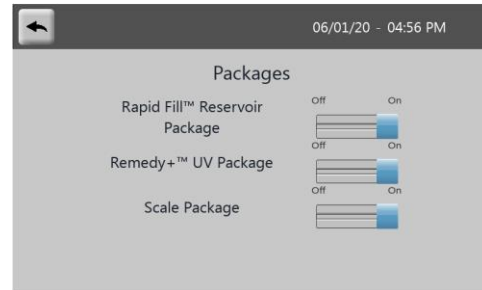 06/01/20 - 04:56 PM
Packages
Rapid Fill™ Reservoir
Package
Off On
Remedy+™ UV Package
Off On
Scale Package
Off On